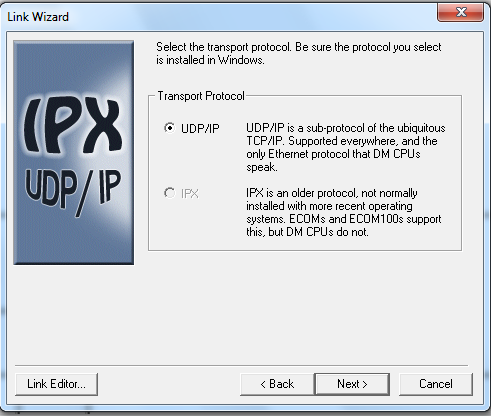 Link Wizard
Select the transport protocol. Be sure the protocol you select
is installed in Windows.
IPX
UDP/IP
Transport Protocol
UDP/IP
UDP/IP is a sub-protocol of the ubiquitous
TCP/IP. Supported everywhere, and the
only Ethernet protocol that DM CPUs
speak.
IPX
IPX is an older protocol, not normally
installed with more recent operating
systems. ECOMs and ECOM100s support
this, but DM CPUs do not.
Link Editor...
< Back
Next >
Cancel